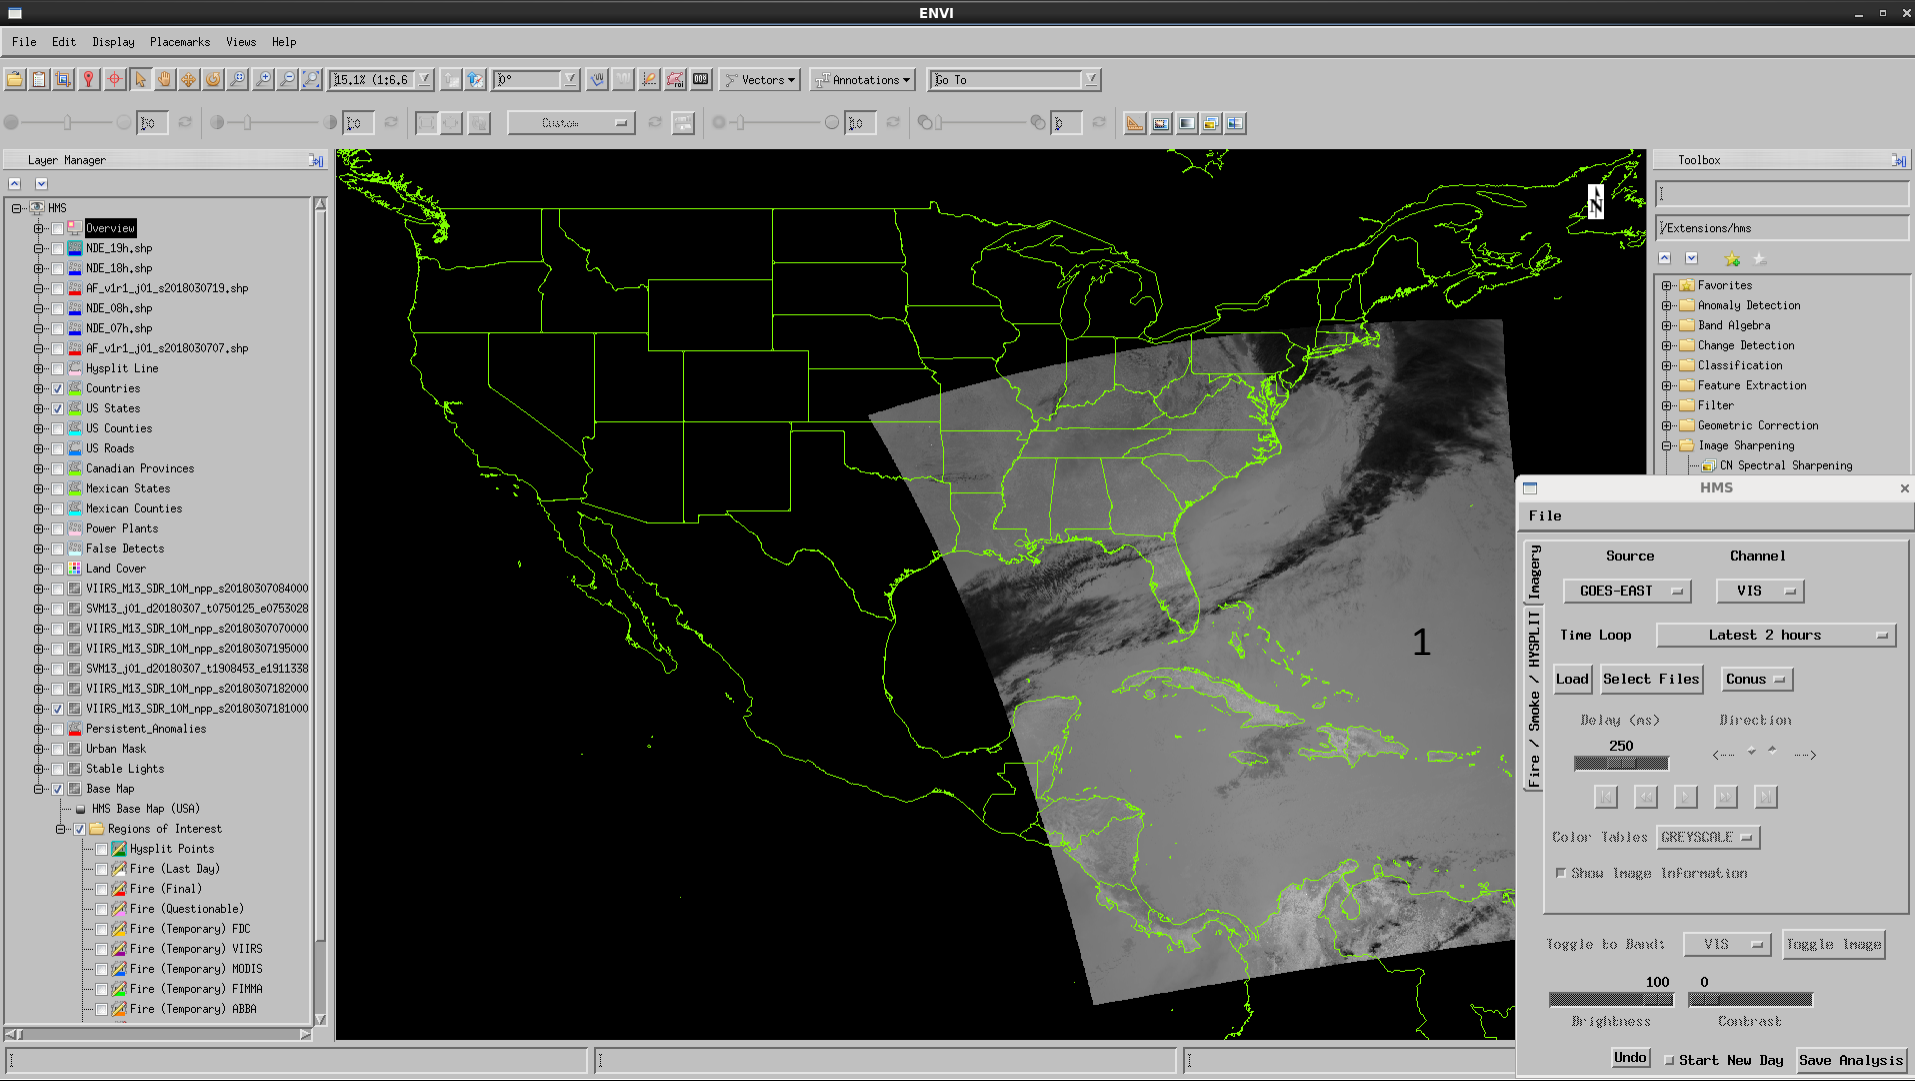 ENVI
File Edit Display Placemarks Views Help
15.1% (1:6.6 0° Vectors Annotations Go To
50 Custom
Layer Manager
HMS
Overview
NDE_19h.shp
NDE_18h.shp
AF_v1r1_j01_s2018030719.shp
NDE_08h.shp
NDE_07h.shp
AF_v1r1_j01_s2018030707.shp
Hysplit Line
Countries
US States
US Counties
US Roads
Canadian Provinces
Mexican States
Mexican Counties
Power Plants
False Detects
Land Cover
VIIRS_M13_SDR_10M_npp_s20180307084000
SVM13_j01_d20180307_t0750125_e0753028
VIIRS_M13_SDR_10M_npp_s20180307070000
VIIRS_M13_SDR_10M_npp_s20180307195000
SVM13_j01_d20180307_t1908453_e1911338
VIIRS_M13_SDR_10M_npp_s20180307182000
VIIRS_M13_SDR_10M_npp_s20180307181000
Persistent_Anomalies
Urban Mask
Stable Lights
Base Map
HMS Base Map (USA)
Regions of Interest
Hysplit Points
Fire (Last Day)
Fire (Final)
Fire (Questionable)
Fire (Temporary) FDC
Fire (Temporary) VIIRS
Fire (Temporary) MODIS
Fire (Temporary) FIMMA
Fire (Temporary) ABBA
N
1
Toolbox
/Extensions/hms
Favorites
Anomaly Detection
Band Algebra
Change Detection
Classification
Feature Extraction
Filter
Geometric Correction
Image Sharpening
CN Spectral Sharpening
HMS
File
Imagery
Fire / Smoke / HYSPLIT
Source Channel
GOES-EAST VIS
Time Loop Latest 2 hours
Load Select Files Conus
Delay (ms) Direction
250
<--- --->
Color Tables GREYSCALE
Show Image Information
Toggle to Band: VIS Toggle Image
100 0
Brightness Contrast
Undo Start New Day Save Analysis